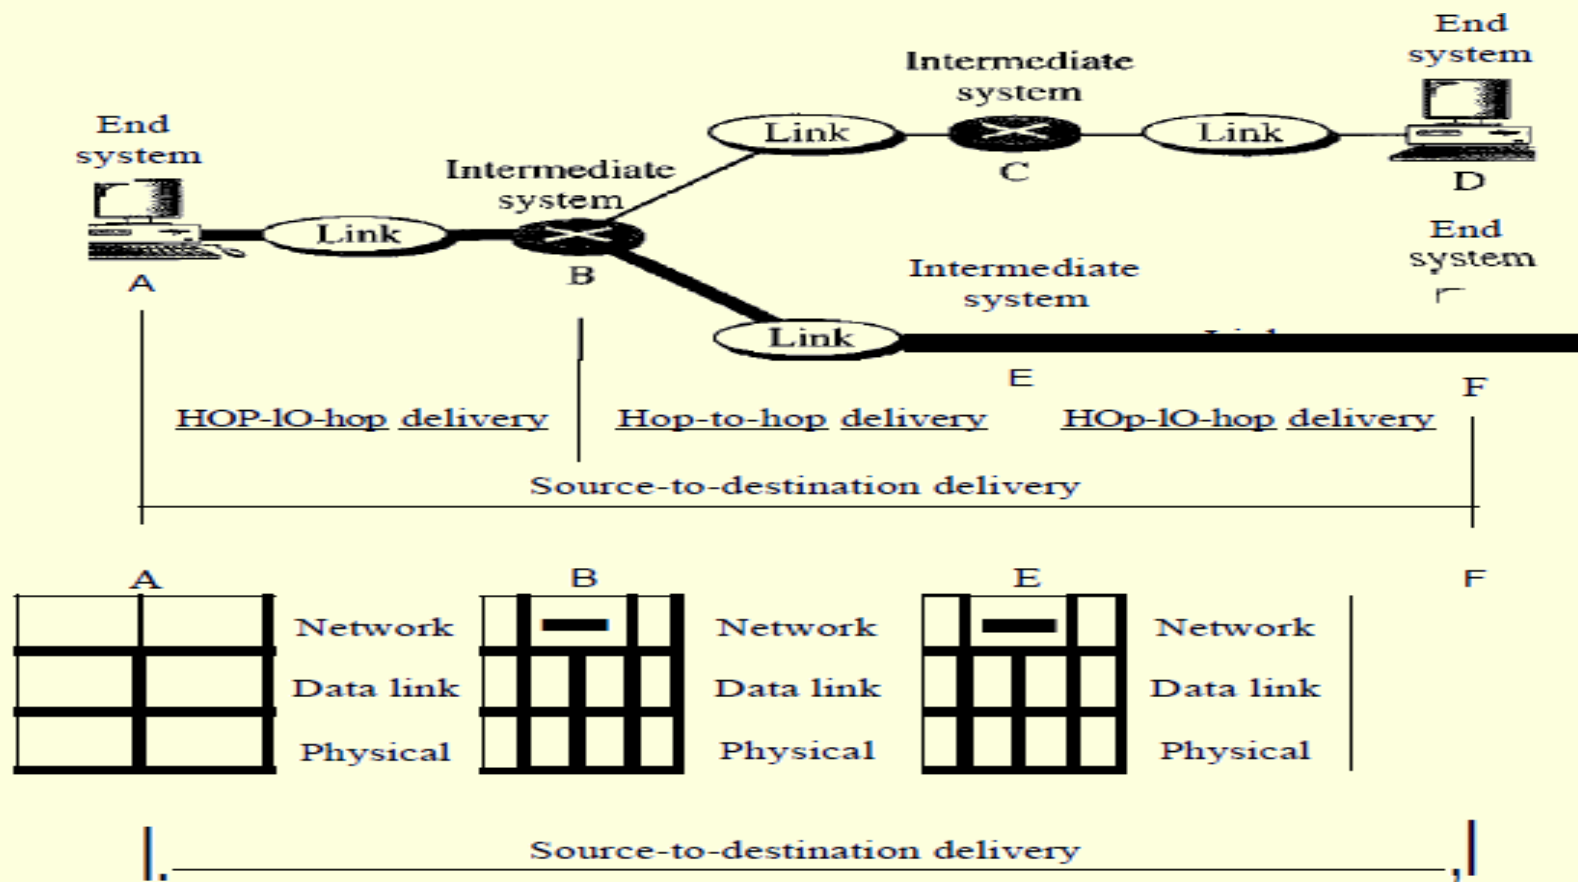 End
system
Intermediate
system
Link
C
Link
D
End
system
Intermediate
system
Link
A
B
End
system
Intermediate
system
Link
E
F
HOP-lO-hop delivery
Hop-to-hop delivery
HOp-lO-hop delivery
Source-to-destination delivery
A
B
E
F
Network
Network
Network
Data link
Data link
Data link
Physical
Physical
Physical
Source-to-destination delivery